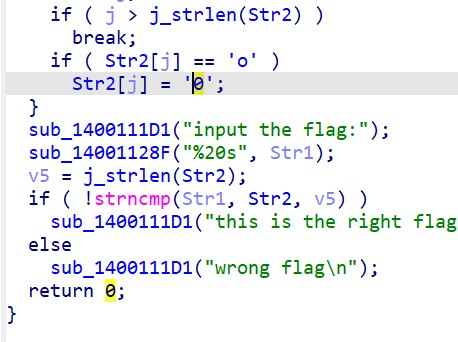 if ( j > j_strlen(Str2) )
break;
if ( Str2[j] == 'o' )
Str2[j] = '0';
}
sub_1400111D1("input the flag:");
sub_14001128F("%20s", Str1);
v5 = j_strlen(Str2);
if ( !strncmp(Str1, Str2, v5) )
sub_1400111D1("this is the right flag
else
sub_1400111D1("wrong flag\n");
return 0;
}